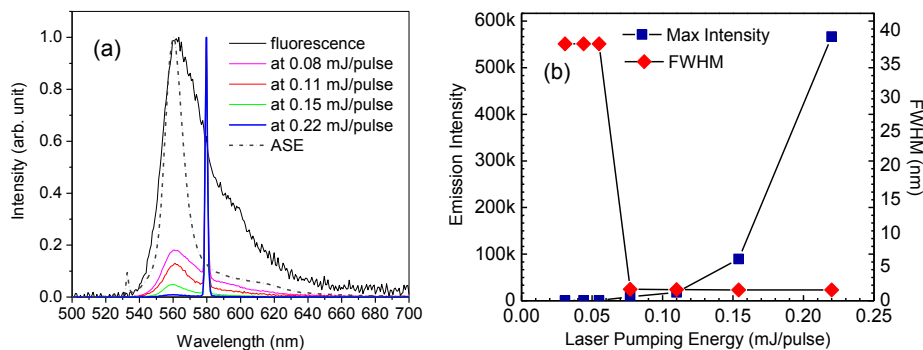 (a)
fluorescence
at 0.08 mJ/pulse
at 0.11 mJ/pulse
at 0.15 mJ/pulse
at 0.22 mJ/pulse
ASE
Intensity (arb. unit)
1.0
0.8
0.6
0.4
0.2
0.0
500 520 540 560 580 600 620 640 660 680 700
Wavelength (nm)
(b)
Max Intensity
FWHM
Emission Intensity
600k
500k
400k
300k
200k
100k
0
0.00 0.05 0.10 0.15 0.20 0.25
Laser Pumping Energy (mJ/pulse)
40
35
30
25
20
15
10
5
0
FWHM (nm)